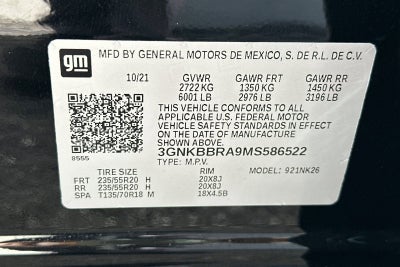 gm
MFD BY GENERAL MOTORS DE MEXICO, S. DE R.L. DE C.V.
10/21 GVWR GAWR FRT GAWR RR
2722 KG 1350 KG 1450 KG
6001 LB 2976 LB 3196 LB
THIS VEHICLE CONFORMS TO ALL
APPLICABLE U.S. FEDERAL MOTOR
VEHICLE SAFETY AND THEFT
PREVENTION STANDARDS IN EFFECT
ON THE DATE OF MANUFACTURE
SHOWN ABOVE.
8555
3GNKBBRA9MS586522
TYPE: M.P.V. MODEL: 921NK26
TIRE SIZE RIM
FRT 235/55R20 H 20X8J
RR 235/55R20 H 20X8J
SPA T135/70R18 M 18X4.5B